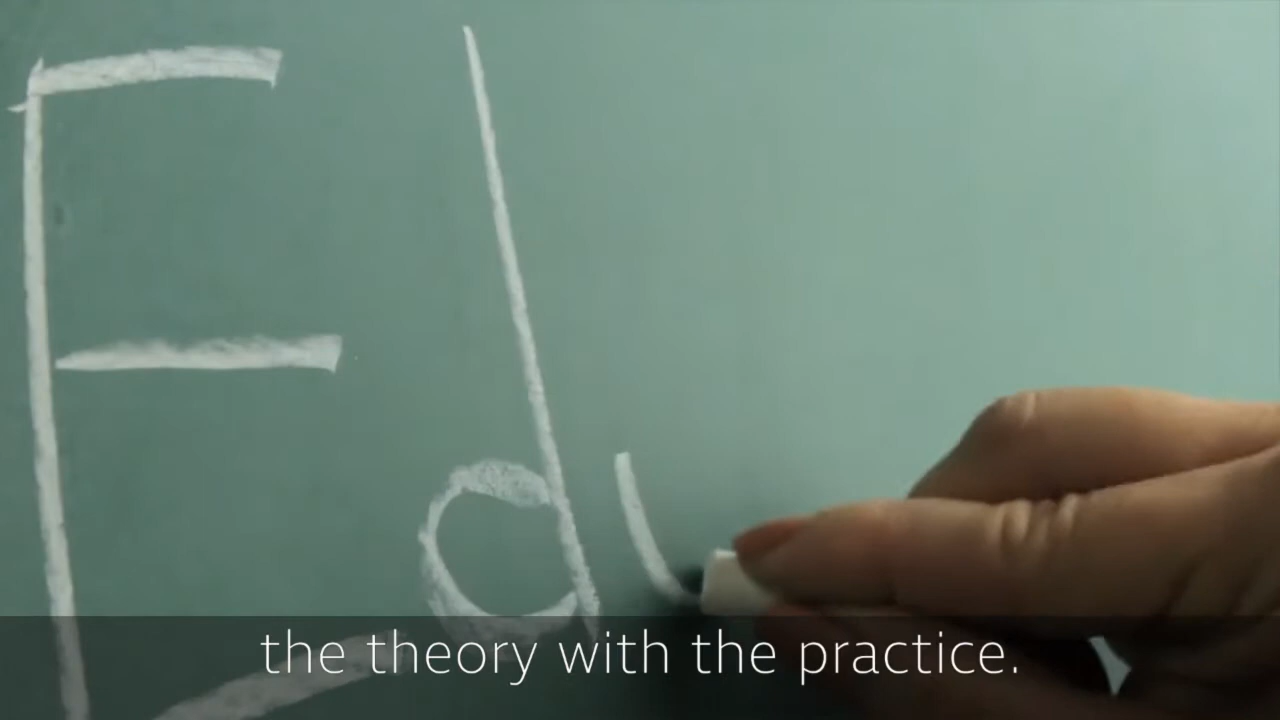 Ed
the theory with the practice.